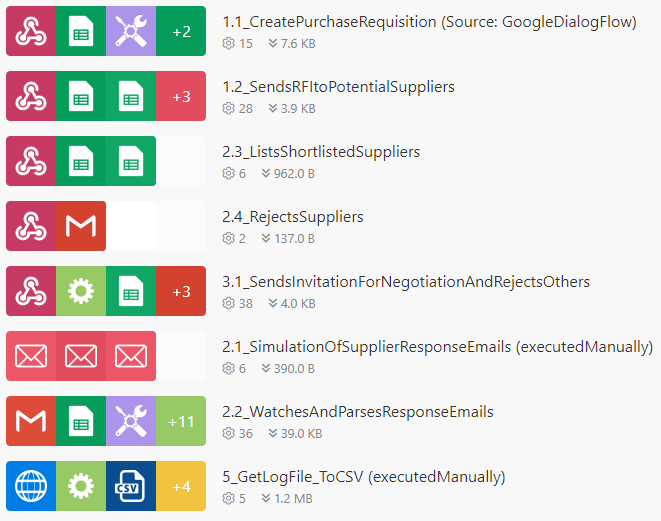 +2
1.1_CreatePurchaseRequisition (Source: GoogleDialogFlow)
15 7.6 KB
+3
1.2_SendsRFItoPotentialSuppliers
28 3.9 KB
2.3_ListsShortlistedSuppliers
6 962.0 B
2.4_RejectsSuppliers
2 137.0 B
+3
3.1_SendsInvitationForNegotiationAndRejectsOthers
38 4.0 KB
2.1_SimulationOfSupplierResponseEmails (executedManually)
6 390.0 B
+11
2.2_WatchesAndParsesResponseEmails
36 39.0 KB
CSV
+4
5_GetLogFile_ToCSV (executedManually)
5 1.2 MB